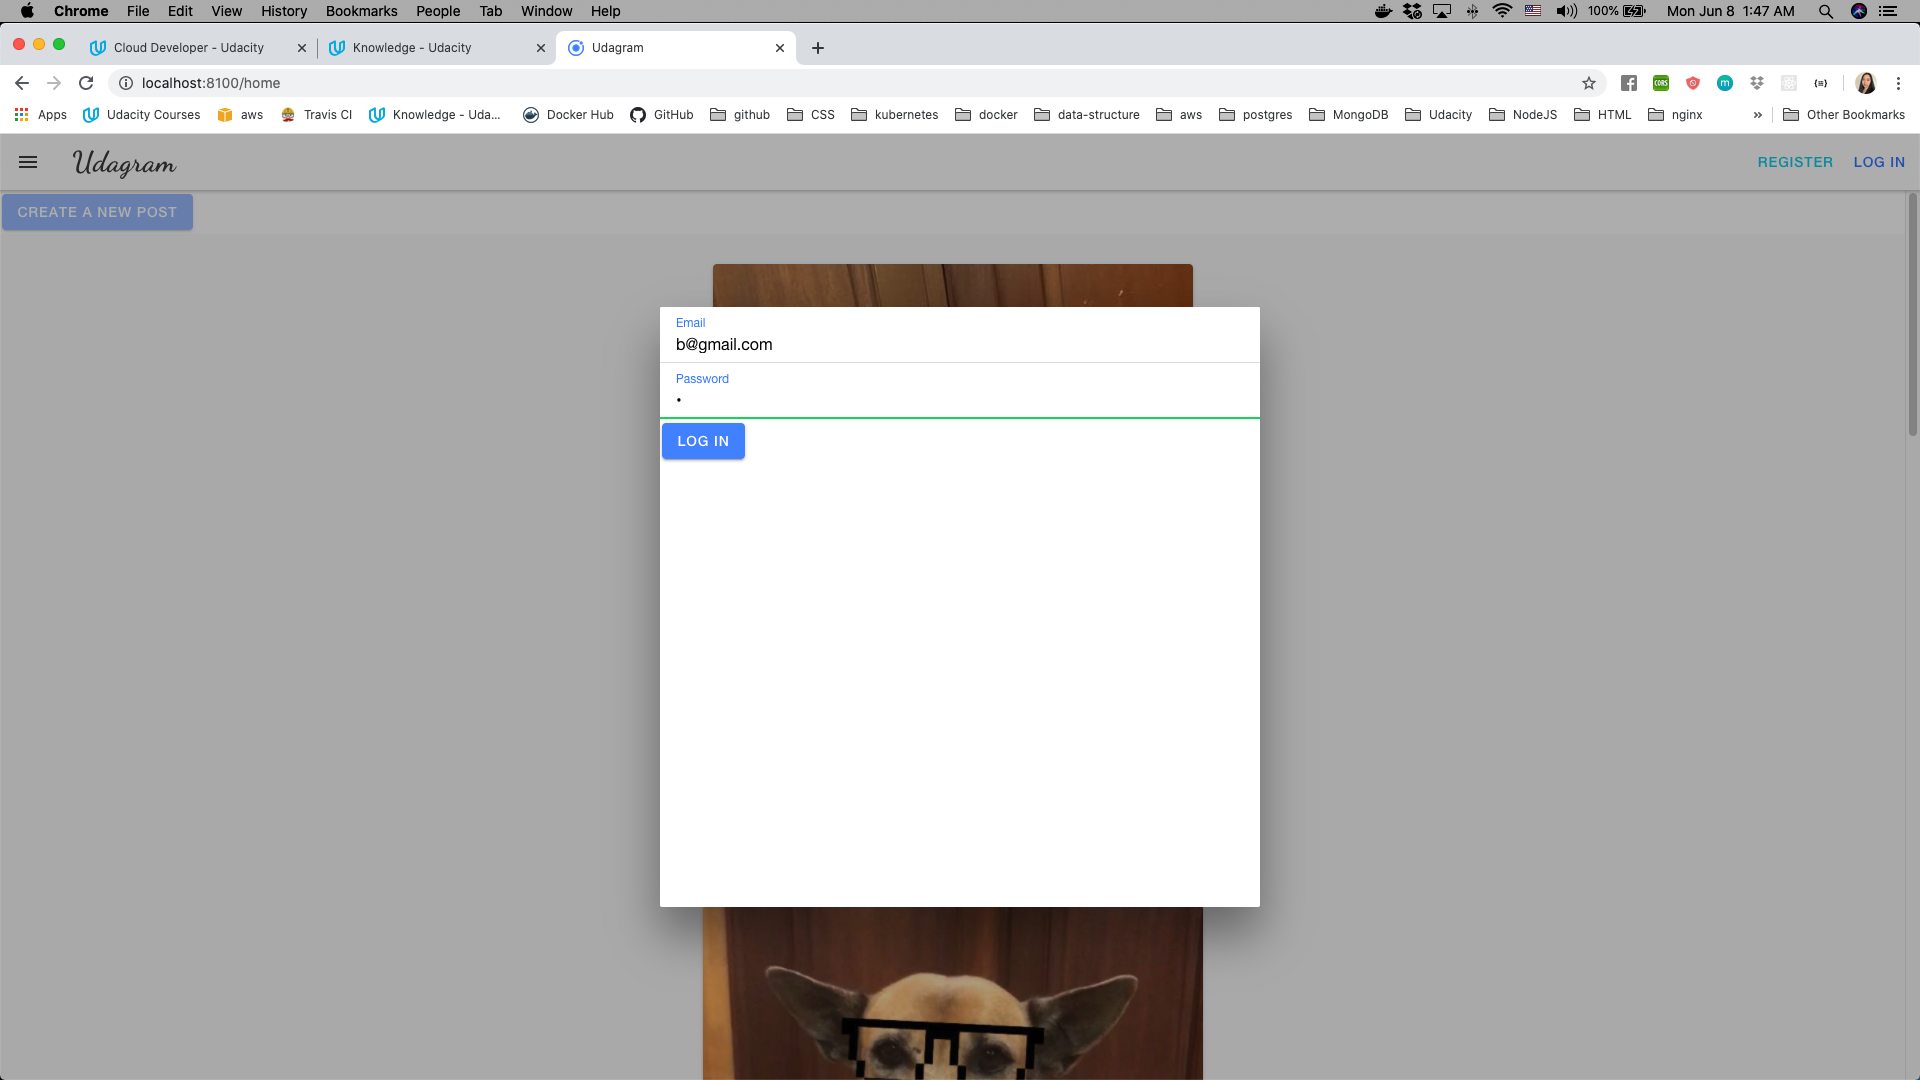 Chrome File Edit View History Bookmarks People Tab Window Help 100% Mon Jun 8 1:47 AM
Cloud Developer - Udacity Knowledge - Udacity Udagram
localhost:8100/home CORS m
Apps Udacity Courses aws Travis CI Knowledge - Uda... Docker Hub GitHub github CSS kubernetes docker data-structure aws postgres MongoDB Udacity NodeJS HTML nginx » Other Bookmarks
Udagram REGISTER LOG IN
CREATE A NEW POST
Email
b@gmail.com
Password
•
LOG IN